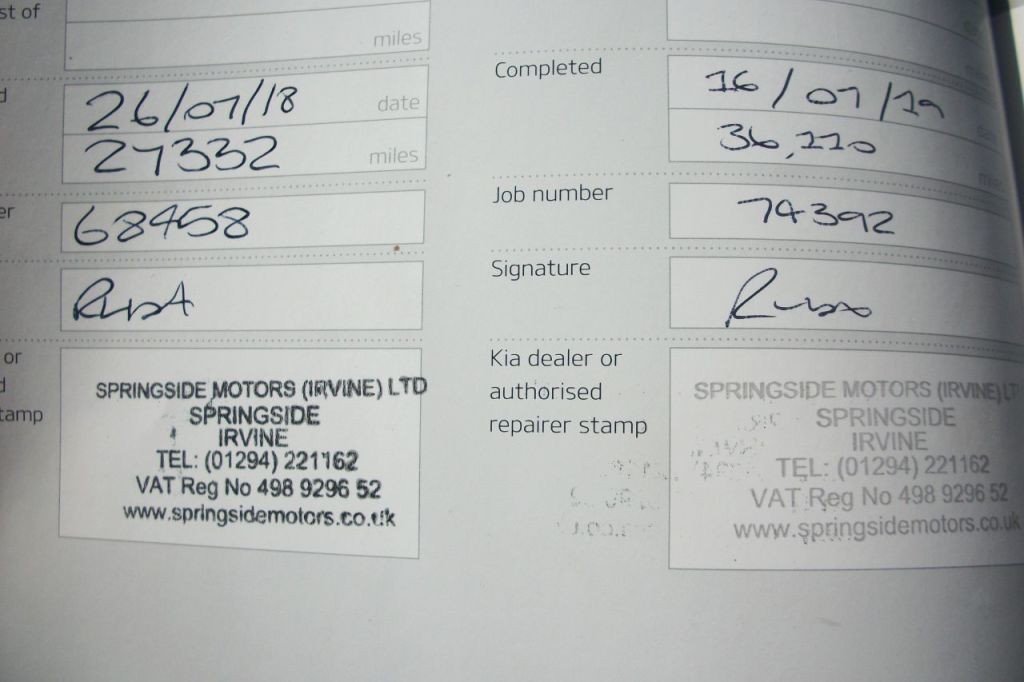 st of
miles
d
26/07/18 date
27332 miles
er
68458
or
d
tamp
SPRINGSIDE MOTORS (IRVINE) LTD
SPRINGSIDE
IRVINE
TEL: (01294) 221162
VAT Reg No 498 9296 52
www.springsidemotors.co.uk
Completed
16/07/19
36,220
Job number
74392
Signature
Kia dealer or
authorised
repairer stamp
SPRINGSIDE MOTORS (IRVINE) LT
SPRINGSIDE
IRVINE
TEL: (01294) 221162
VAT Reg No 498 9296 52
www.springsidemotors.co.uk